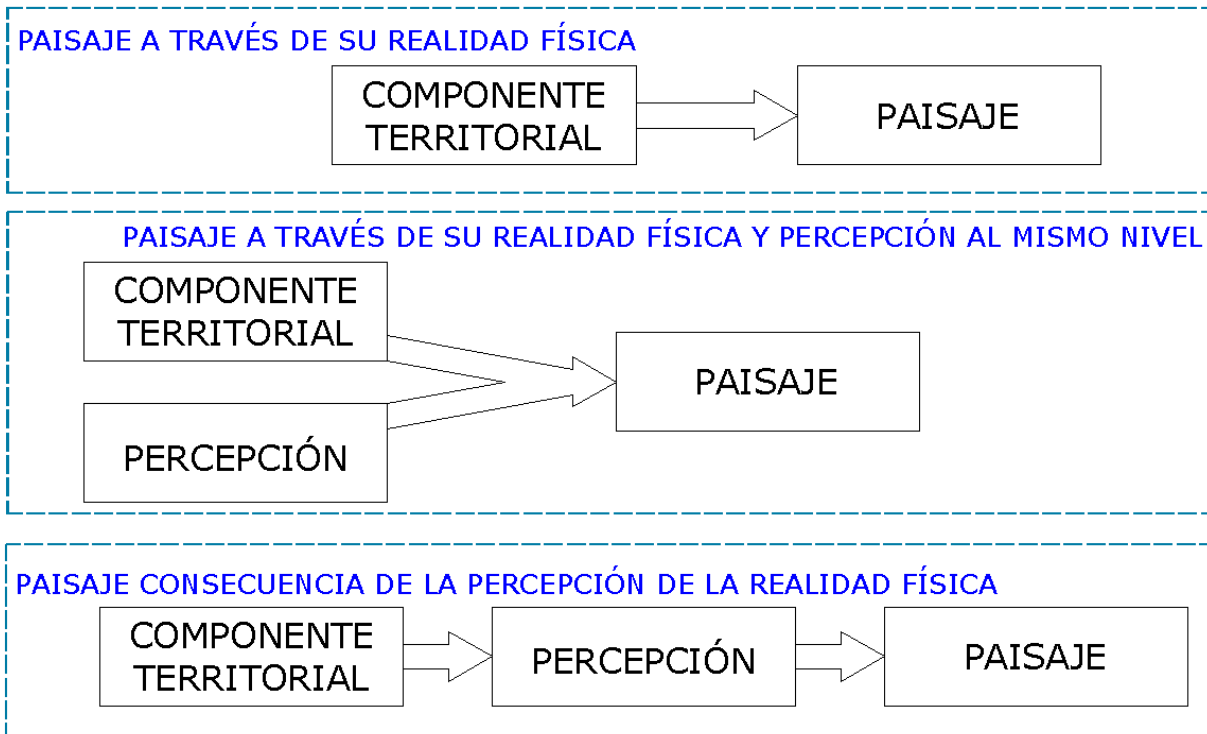 PAISAJE A TRAVÉS DE SU REALIDAD FÍSICA
COMPONENTE
TERRITORIAL
PAISAJE
PAISAJE A TRAVÉS DE SU REALIDAD FÍSICA Y PERCEPCIÓN AL MISMO NIVEL
COMPONENTE
TERRITORIAL
PAISAJE
PERCEPCIÓN
PAISAJE CONSECUENCIA DE LA PERCEPCIÓN DE LA REALIDAD FÍSICA
COMPONENTE
TERRITORIAL
PERCEPCIÓN
PAISAJE